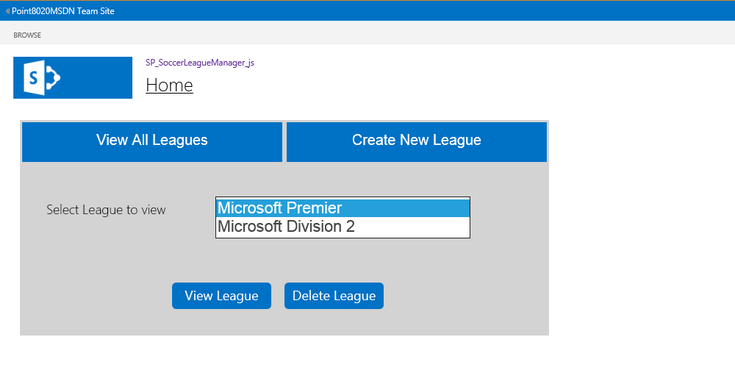 Point8020MSDN Team Site
BROWSE
S
SP_SoccerLeagueManager_js
Home
View All Leagues
Create New League
Select League to view
Microsoft Premier
Microsoft Division 2
View League
Delete League